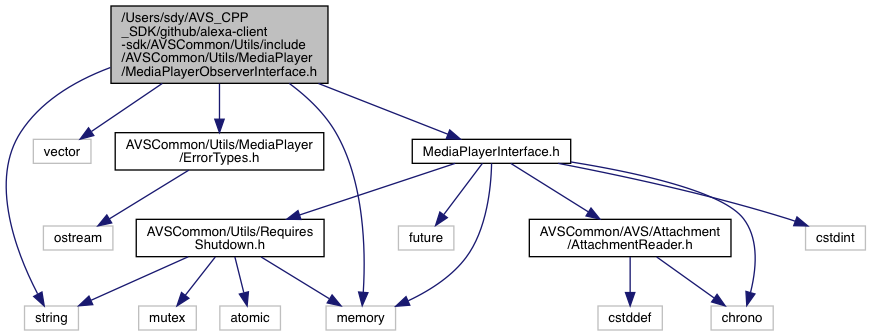 /Users/sdy/AVS_CPP
_SDK/github/alexa-client
-sdk/AVSCommon/Utils/include
/AVSCommon/Utils/MediaPlayer
/MediaPlayerObserverInterface.h
vector
AVSCommon/Utils/MediaPlayer
/ErrorTypes.h
MediaPlayerInterface.h
ostream
AVSCommon/Utils/Requires
Shutdown.h
future
AVSCommon/AVS/Attachment
/AttachmentReader.h
cstdint
string
mutex
atomic
memory
cstddef
chrono